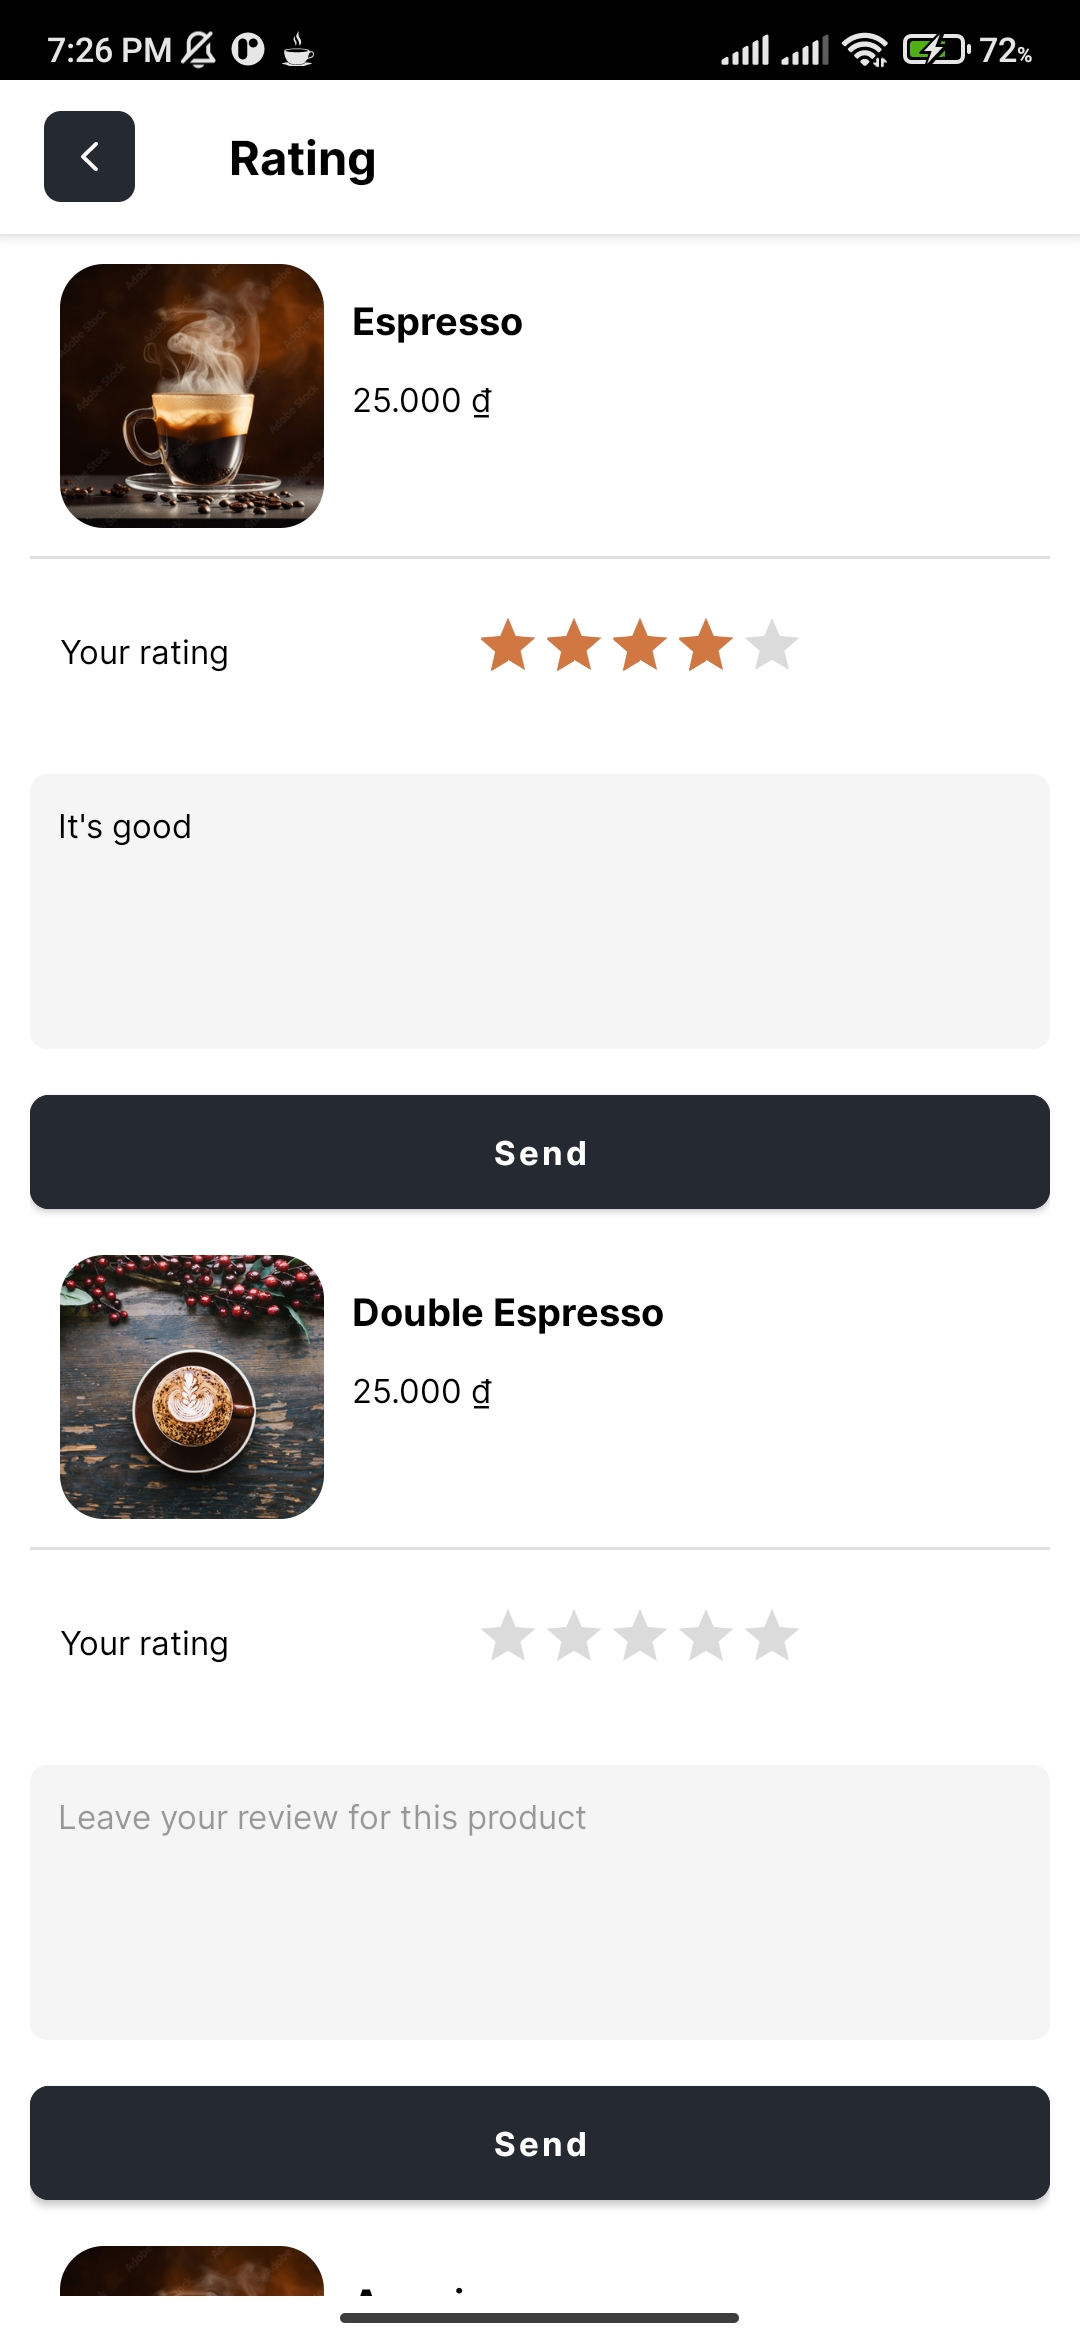 7:26 PM 72%
Rating
Espresso
25.000 ₫
Your rating
It's good
Send
Double Espresso
25.000 ₫
Your rating
Leave your review for this product
Send